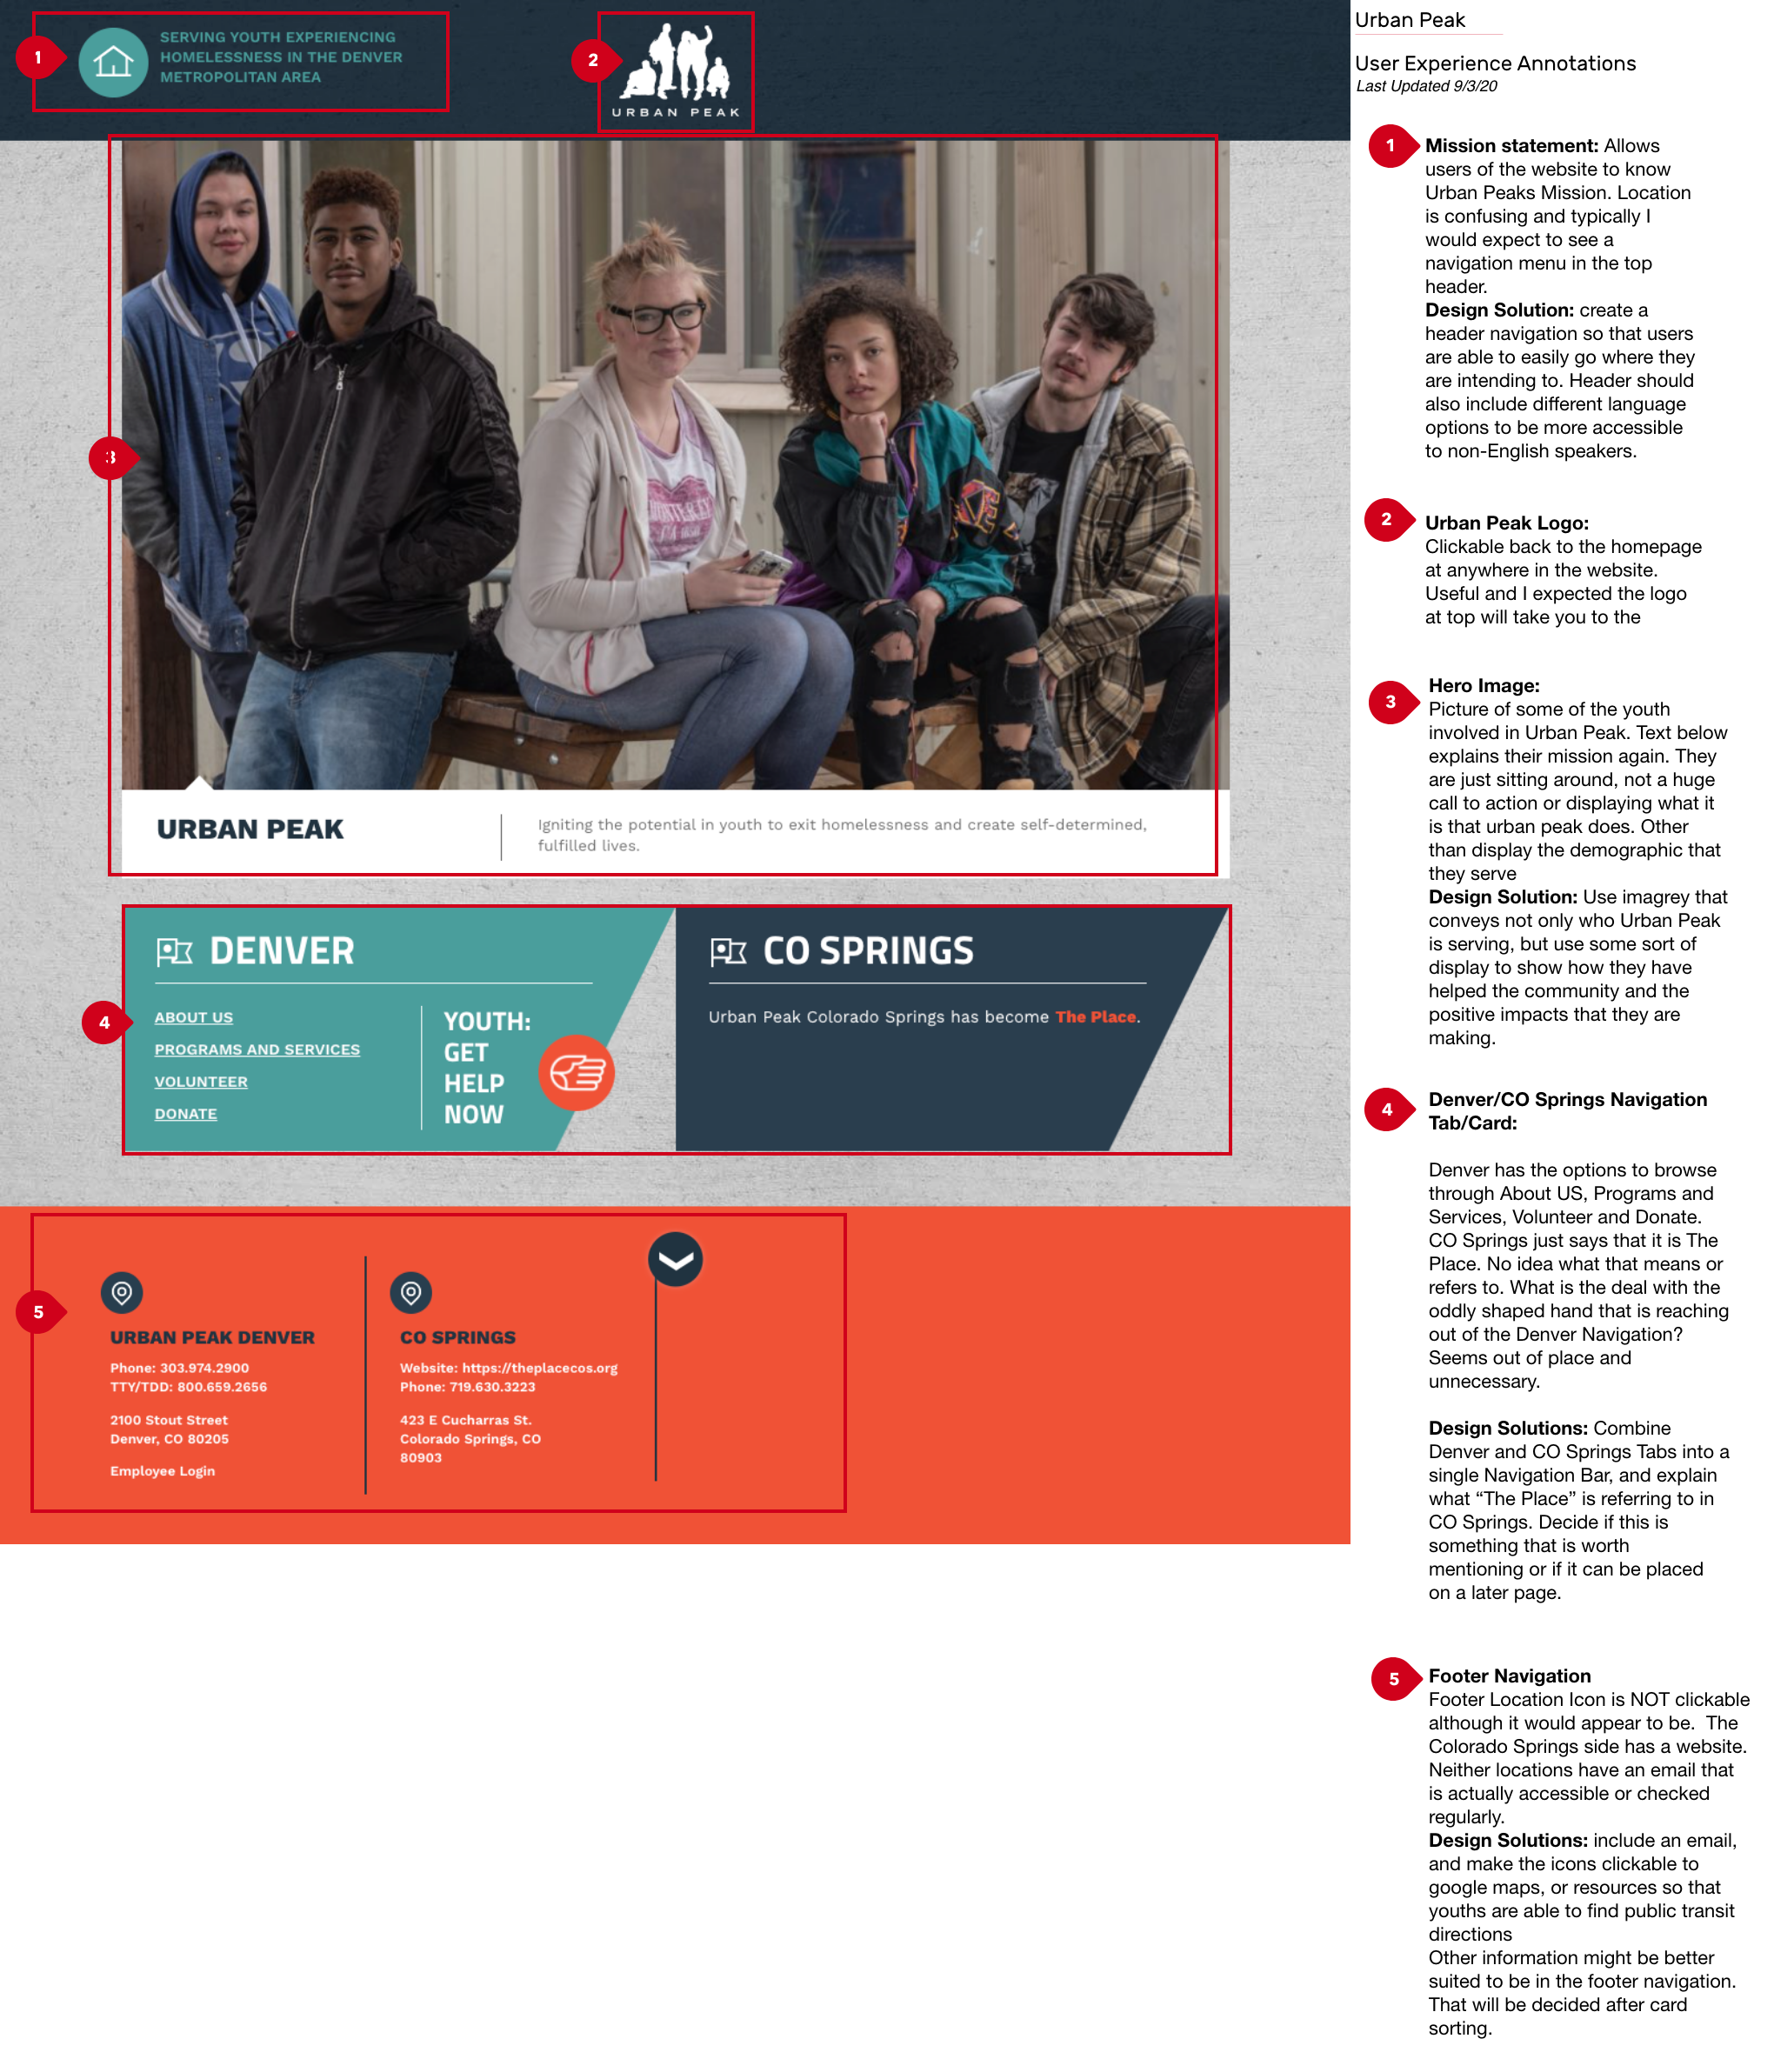 1
SERVING YOUTH EXPERIENCING
HOMELESSNESS IN THE DENVER
METROPOLITAN AREA
2
URBAN PEAK
3
URBAN PEAK
Igniting the potential in youth to exit homelessness and create self-determined,
fulfilled lives.
4
DENVER
ABOUT US
PROGRAMS AND SERVICES
VOLUNTEER
DONATE
YOUTH:
GET
HELP
NOW
CO SPRINGS
Urban Peak Colorado Springs has become The Place.
5
URBAN PEAK DENVER
Phone: 303.974.2900
TTY/TDD: 800.659.2656
2100 Stout Street
Denver, CO 80205
Employee Login
CO SPRINGS
Website: https://theplacecos.org
Phone: 719.630.3223
423 E Cucharras St.
Colorado Springs, CO
80903
Urban Peak
User Experience Annotations
Last Updated 9/3/20
1
Mission statement: Allows
users of the website to know
Urban Peaks Mission. Location
is confusing and typically I
would expect to see a
navigation menu in the top
header.
Design Solution: create a
header navigation so that users
are able to easily go where they
are intending to. Header should
also include different language
options to be more accessible
to non-English speakers.
2
Urban Peak Logo:
Clickable back to the homepage
at anywhere in the website.
Useful and I expected the logo
at top will take you to the
3
Hero Image:
Picture of some of the youth
involved in Urban Peak. Text below
explains their mission again. They
are just sitting around, not a huge
call to action or displaying what it
is that urban peak does. Other
than display the demographic that
they serve
Design Solution: Use imagrey that
conveys not only who Urban Peak
is serving, but use some sort of
display to show how they have
helped the community and the
positive impacts that they are
making.
4
Denver/CO Springs Navigation
Tab/Card:
Denver has the options to browse
through About US, Programs and
Services, Volunteer and Donate.
CO Springs just says that it is The
Place. No idea what that means or
refers to. What is the deal with the
oddly shaped hand that is reaching
out of the Denver Navigation?
Seems out of place and
unnecessary.
Design Solutions: Combine
Denver and CO Springs Tabs into a
single Navigation Bar, and explain
what “The Place” is referring to in
CO Springs. Decide if this is
something that is worth
mentioning or if it can be placed
on a later page.
5
Footer Navigation
Footer Location Icon is NOT clickable
although it would appear to be.  The
Colorado Springs side has a website.
Neither locations have an email that
is actually accessible or checked
regularly.
Design Solutions: include an email,
and make the icons clickable to
google maps, or resources so that
youths are able to find public transit
directions
Other information might be better
suited to be in the footer navigation.
That will be decided after card
sorting.